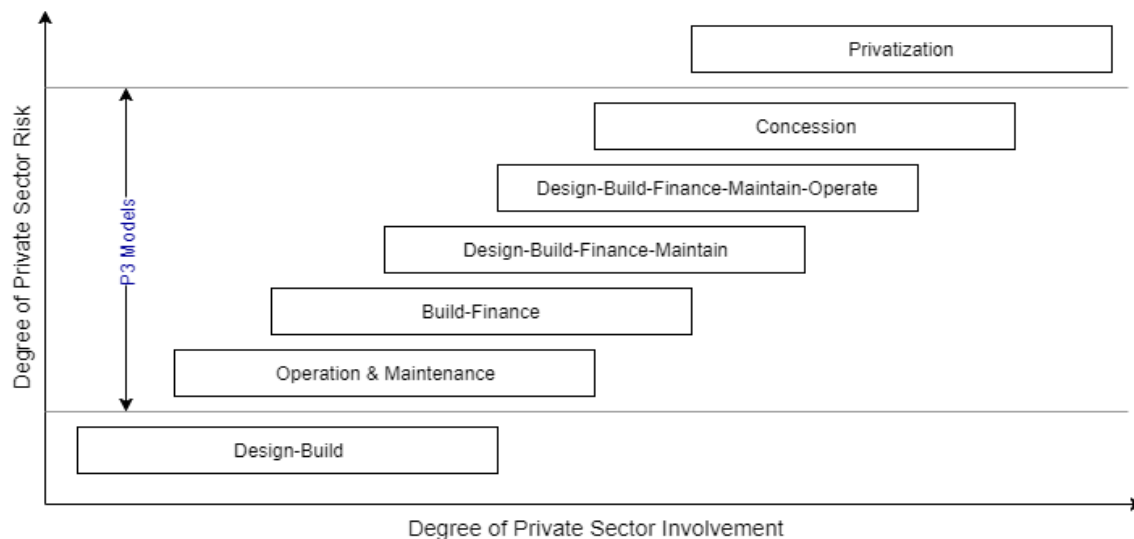 Privatization
Concession
Design-Build-Finance-Maintain-Operate
Design-Build-Finance-Maintain
Build-Finance
Operation & Maintenance
Design-Build
P3 Models
Degree of Private Sector Risk
Degree of Private Sector Involvement